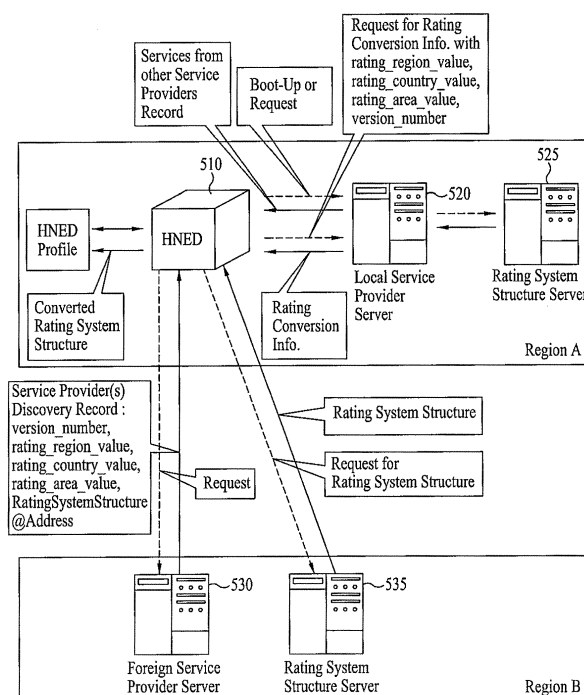 Services from
other Service
Providers
Record
Boot-Up or
Request
Request for Rating
Conversion Info. with
rating_region_value,
rating_country_value,
rating_area_value,
version_number
510
520
525
HNED
Profile
HNED
Local Service
Provider
Server
Rating System
Structure Server
Converted
Rating System
Structure
Rating
Conversion
Info.
Region A
Service Provider(s)
Discovery Record :
version_number,
rating_region_value,
rating_country_value,
rating_area_value,
RatingSystemStructure
@Address
Request
Rating System Structure
Request for
Rating System Structure
530
535
Foreign Service
Provider Server
Rating System
Structure Server
Region B